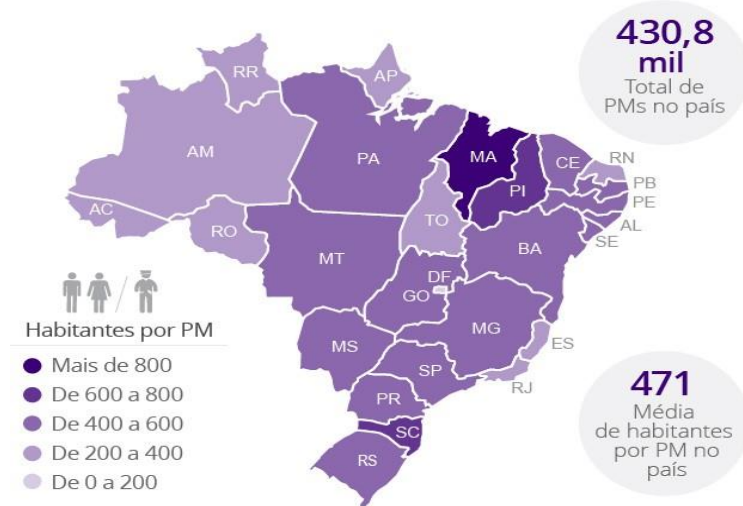 430,8
mil
Total de
PMs no país
RR
AP
AM
PA
MA
CE
RN
PI
PB
PE
AC
TO
AL
RO
SE
BA
MT
DF
GO
MG
ES
MS
SP
RJ
PR
SC
RS
Habitantes por PM
Mais de 800
De 600 a 800
De 400 a 600
De 200 a 400
De 0 a 200
471
Média
de habitantes
por PM no
país